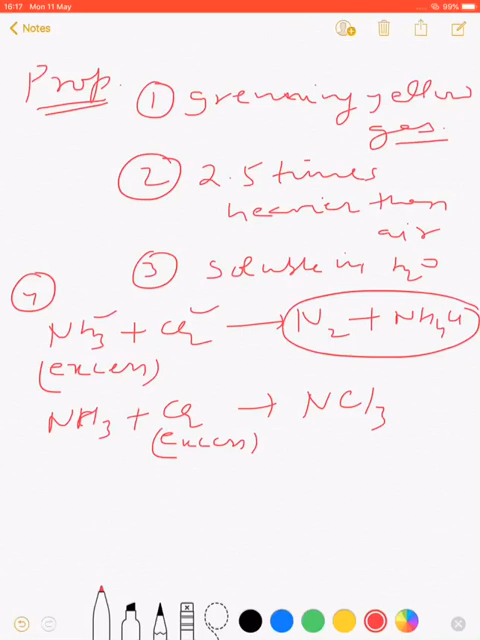 16:17 Mon 11 May 99%
Notes
Prop.
① greenish yellow
gas.
② 2.5 times
heavier than
air
③ soluble in H2O
④
NH3 + Cl2 → N2 + NH4Cl
(excess)
NH3 + Cl2 → NCl3
(excess)